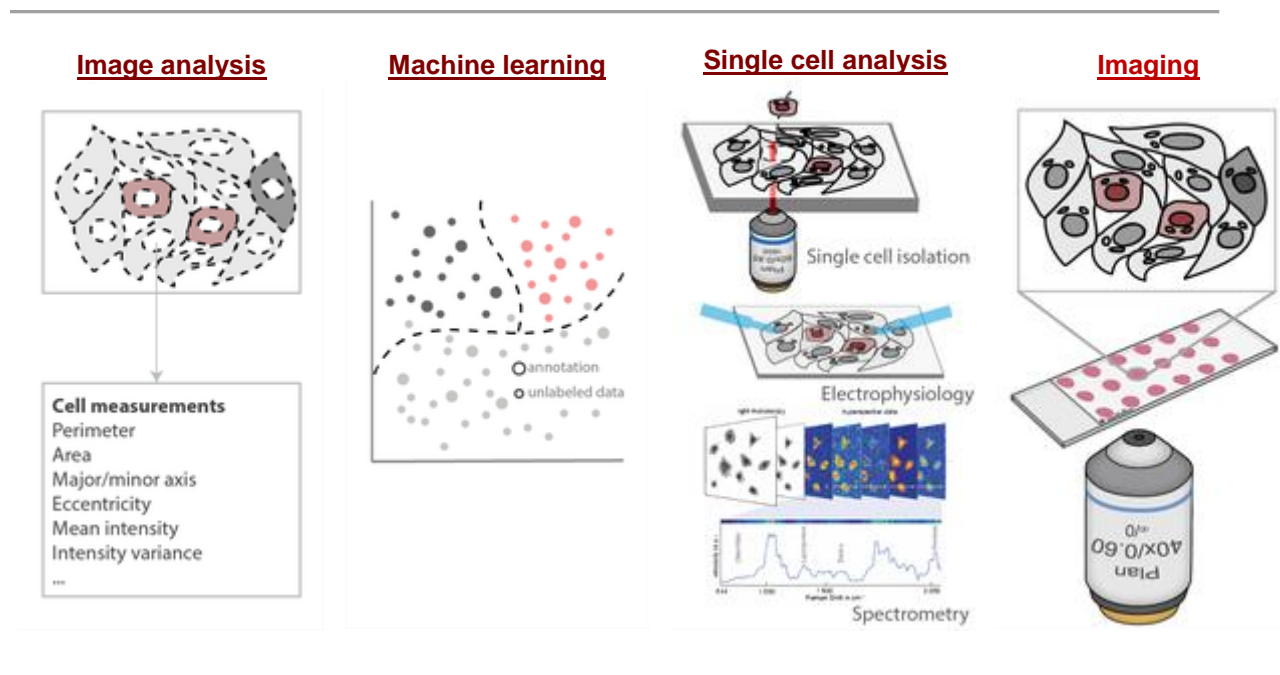 Image analysis
Machine learning
Single cell analysis
Imaging
Cell measurements
Perimeter
Area
Major/minor axis
Eccentricity
Mean intensity
Intensity variance
...
annotation
unlabeled data
Single cell isolation
Electrophysiology
Spectrometry
Plan
40x/0.60
∞/0